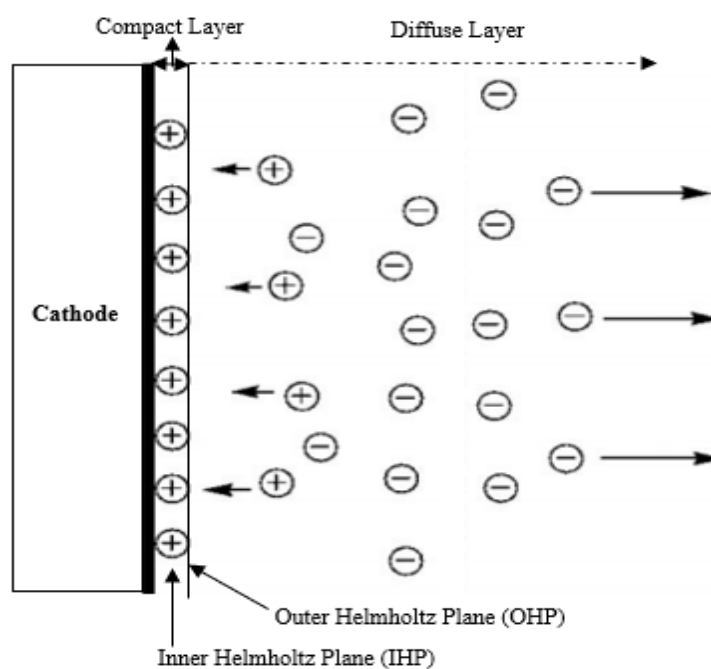 Compact Layer
Diffuse Layer
Cathode
Outer Helmholtz Plane (OHP)
Inner Helmholtz Plane (IHP)